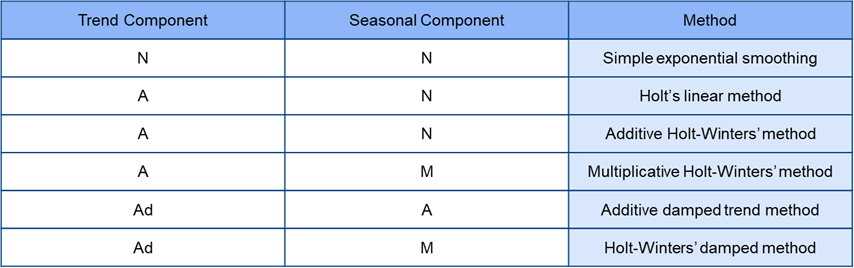 Trend Component Seasonal Component Method
N N Simple exponential smoothing
A N Holt's linear method
A N Additive Holt-Winters' method
A M Multiplicative Holt-Winters' method
Ad A Additive damped trend method
Ad M Holt-Winters' damped method